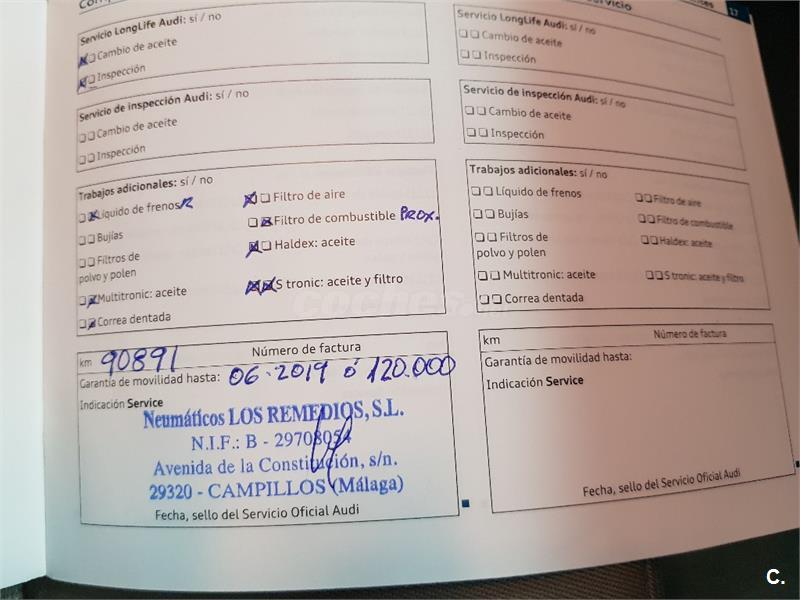 Servicio LongLife Audi: sí / no
Cambio de aceite
Inspección
Servicio de inspección Audi: sí / no
Cambio de aceite
Inspección
Trabajos adicionales: sí / no
Líquido de frenos
Bujías
Filtros de
polvo y polen
Multitronic: aceite
Correa dentada
Filtro de aire
Filtro de combustible PROX.
Haldex: aceite
S tronic: aceite y filtro
km 90891 Número de factura
Garantía de movilidad hasta: 06-2019 ó 120.000
Indicación Service
Neumáticos LOS REMEDIOS, S.L.
N.I.F.: B - 29708054
Avenida de la Constitución, s/n.
29320 - CAMPILLOS (Málaga)
Fecha, sello del Servicio Oficial Audi
servicio
17
Servicio LongLife Audi: sí / no
Cambio de aceite
Inspección
Servicio de inspección Audi: sí / no
Cambio de aceite
Inspección
Trabajos adicionales: sí / no
Líquido de frenos
Bujías
Filtros de
polvo y polen
Multitronic: aceite
Correa dentada
Filtro de aire
Filtro de combustible
Haldex: aceite
S tronic: aceite y filtro
km Número de factura
Garantía de movilidad hasta:
Indicación Service
Fecha, sello del Servicio Oficial Audi
coches
C.